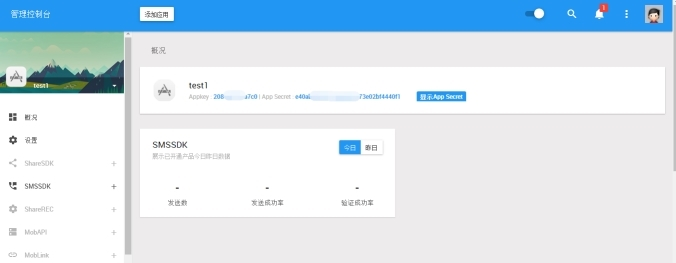 管理控制台
添加应用
1
概况
test1
test1
Appkey 208 a7c0 / App Secret e40a 73e02bf4440f1
显示App Secret
概况
设置
ShareSDK +
SMSSDK +
ShareREC +
MobAPI +
MobLink +
SMSSDK
今日 昨日
展示已开通产品今日昨日数据
- - -
发送数 发送成功率 验证成功率